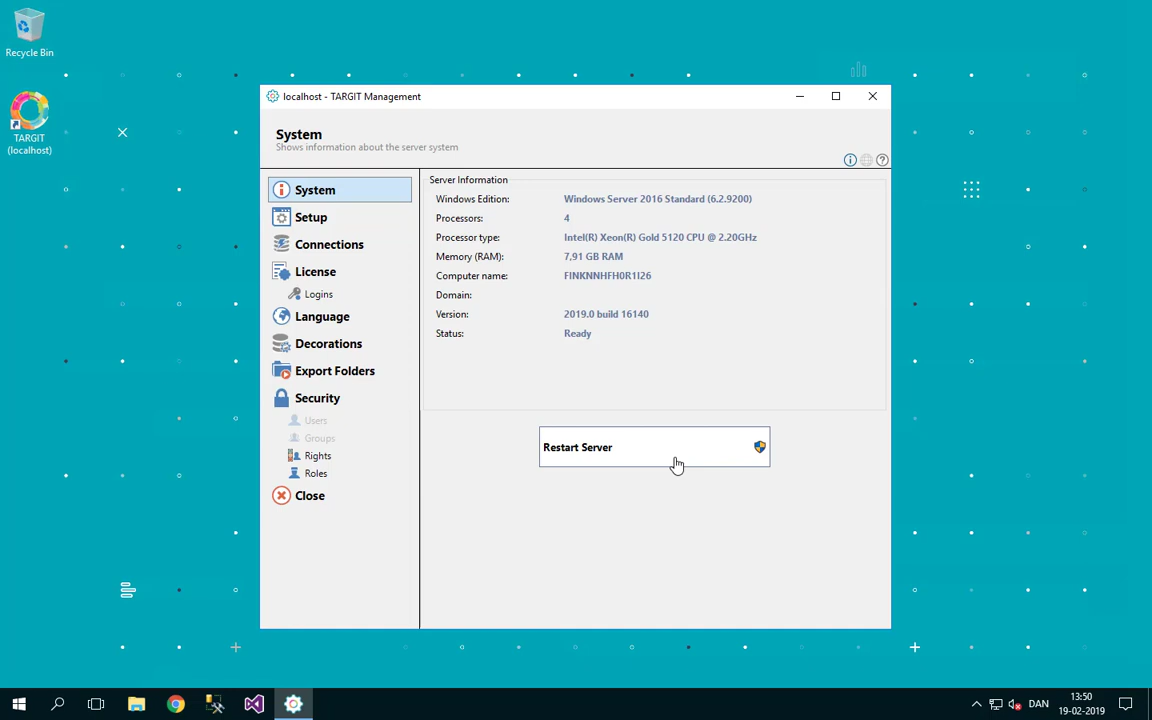 Recycle Bin
TARGIT
(localhost)
localhost - TARGIT Management
System
Shows information about the server system
System
Setup
Connections
License
Logins
Language
Decorations
Export Folders
Security
Users
Groups
Rights
Roles
Close
Server Information
Windows Edition: Windows Server 2016 Standard (6.2.9200)
Processors: 4
Processor type: Intel(R) Xeon(R) Gold 5120 CPU @ 2.20GHz
Memory (RAM): 7,91 GB RAM
Computer name: FINKNNHFH0R1I26
Domain:
Version: 2019.0 build 16140
Status: Ready
Restart Server
DAN
13:50
19-02-2019